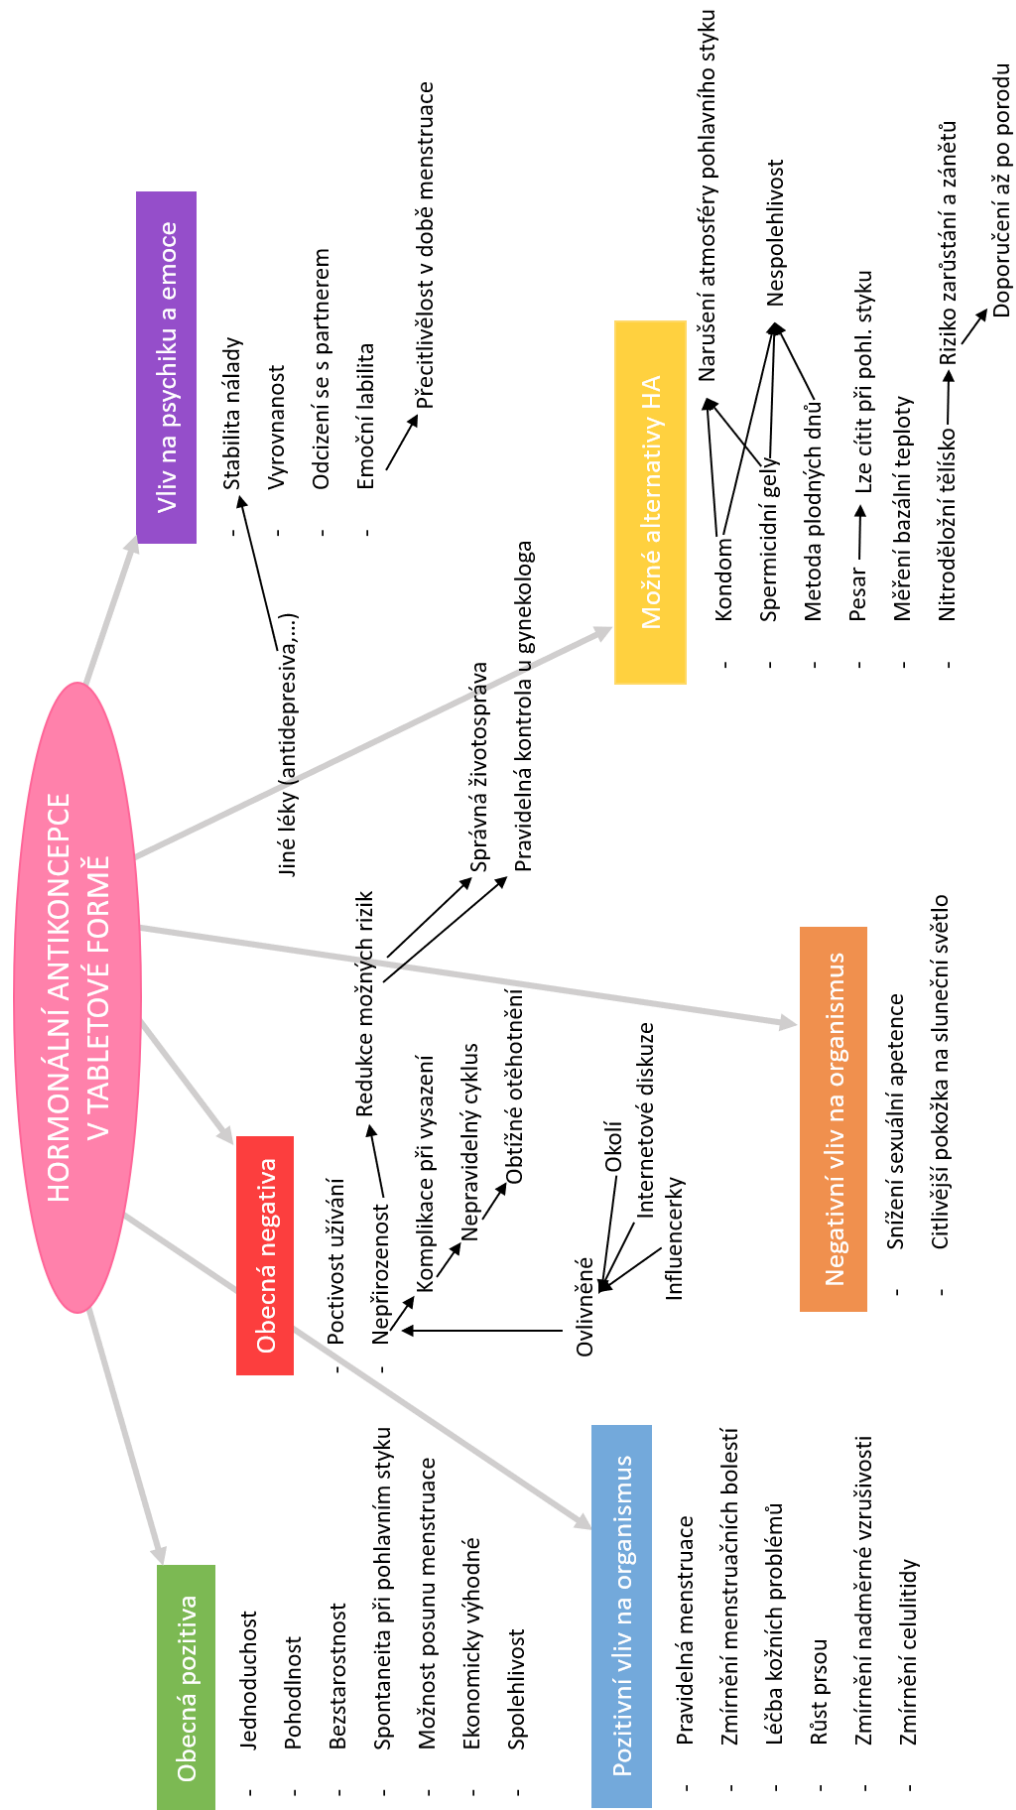 HORMONÁLNÍ ANTIKONCEPCE
V TABLETOVÉ FORMĚ
Obecná pozitiva
- Jednoduchost
- Pohodlnost
- Bezstarostnost
- Spontaneita při pohlavním styku
- Možnost posunu menstruace
- Ekonomicky výhodné
- Spolehlivost
Obecná negativa
- Poctivost užívání
- Nepřirozenost
Redukce možných rizik
Správná životospráva
Pravidelná kontrola u gynekologa
Komplikace při vysazení
Nepravidelný cyklus
Obtížné otěhotnění
Ovlivněné
Okolí
Internetové diskuze
Influencerky
Vliv na psychiku a emoce
- Stabilita nálady
- Vyrovnanost
- Odcizení se s partnerem
- Emoční labilita
Přecitlivělost v době menstruace
Jiné léky (antidepresiva,...)
Pozitivní vliv na organismus
- Pravidelná menstruace
- Zmírnění menstruačních bolestí
- Léčba kožních problémů
- Růst prsou
- Zmírnění nadměrné vzrušivosti
- Zmírnění celulitidy
Negativní vliv na organismus
- Snížení sexuální apetence
- Citlivější pokožka na sluneční světlo
Možné alternativy HA
- Kondom
- Spermicidní gely
- Metoda plodných dnů
- Pesar
- Měření bazální teploty
- Nitroděložní tělísko
Narušení atmosféry pohlavního styku
Nespolehlivost
Lze cítit při pohl. styku
Riziko zarůstání a zánětů
Doporučení až po porodu